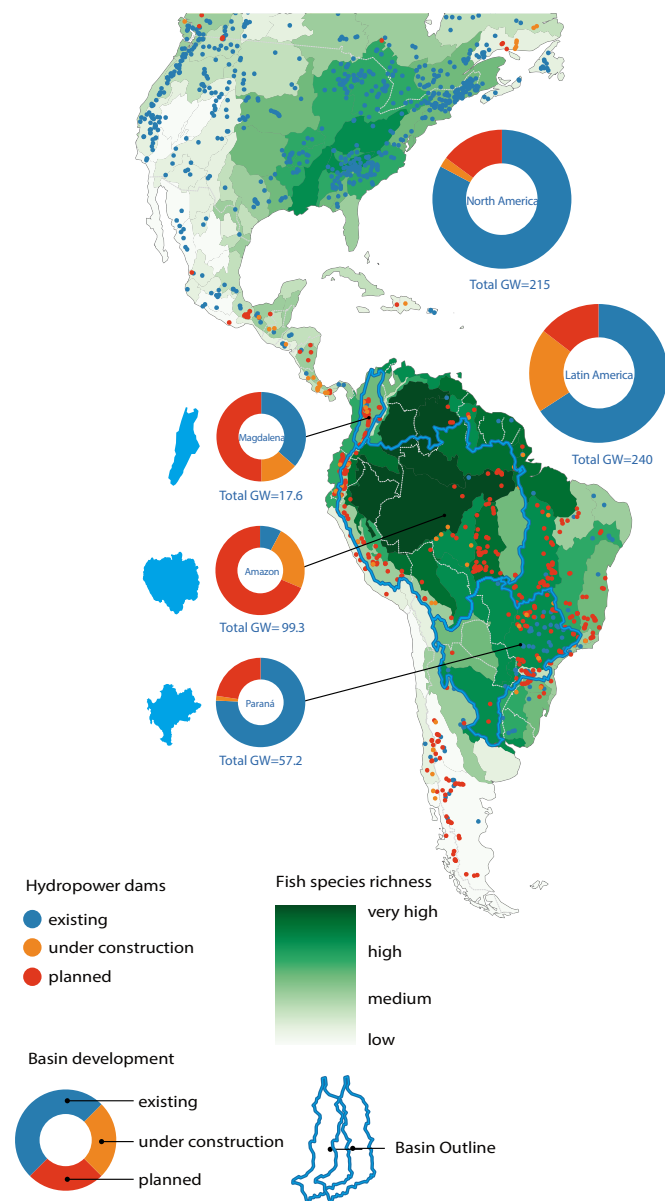 North America
Total GW=215
Latin America
Total GW=240
Magdalena
Total GW=17.6
Amazon
Total GW= 99.3
Paraná
Total GW=57.2
Hydropower dams
existing
under construction
planned
Fish species richness
very high
high
medium
low
Basin development
existing
under construction
planned
Basin Outline